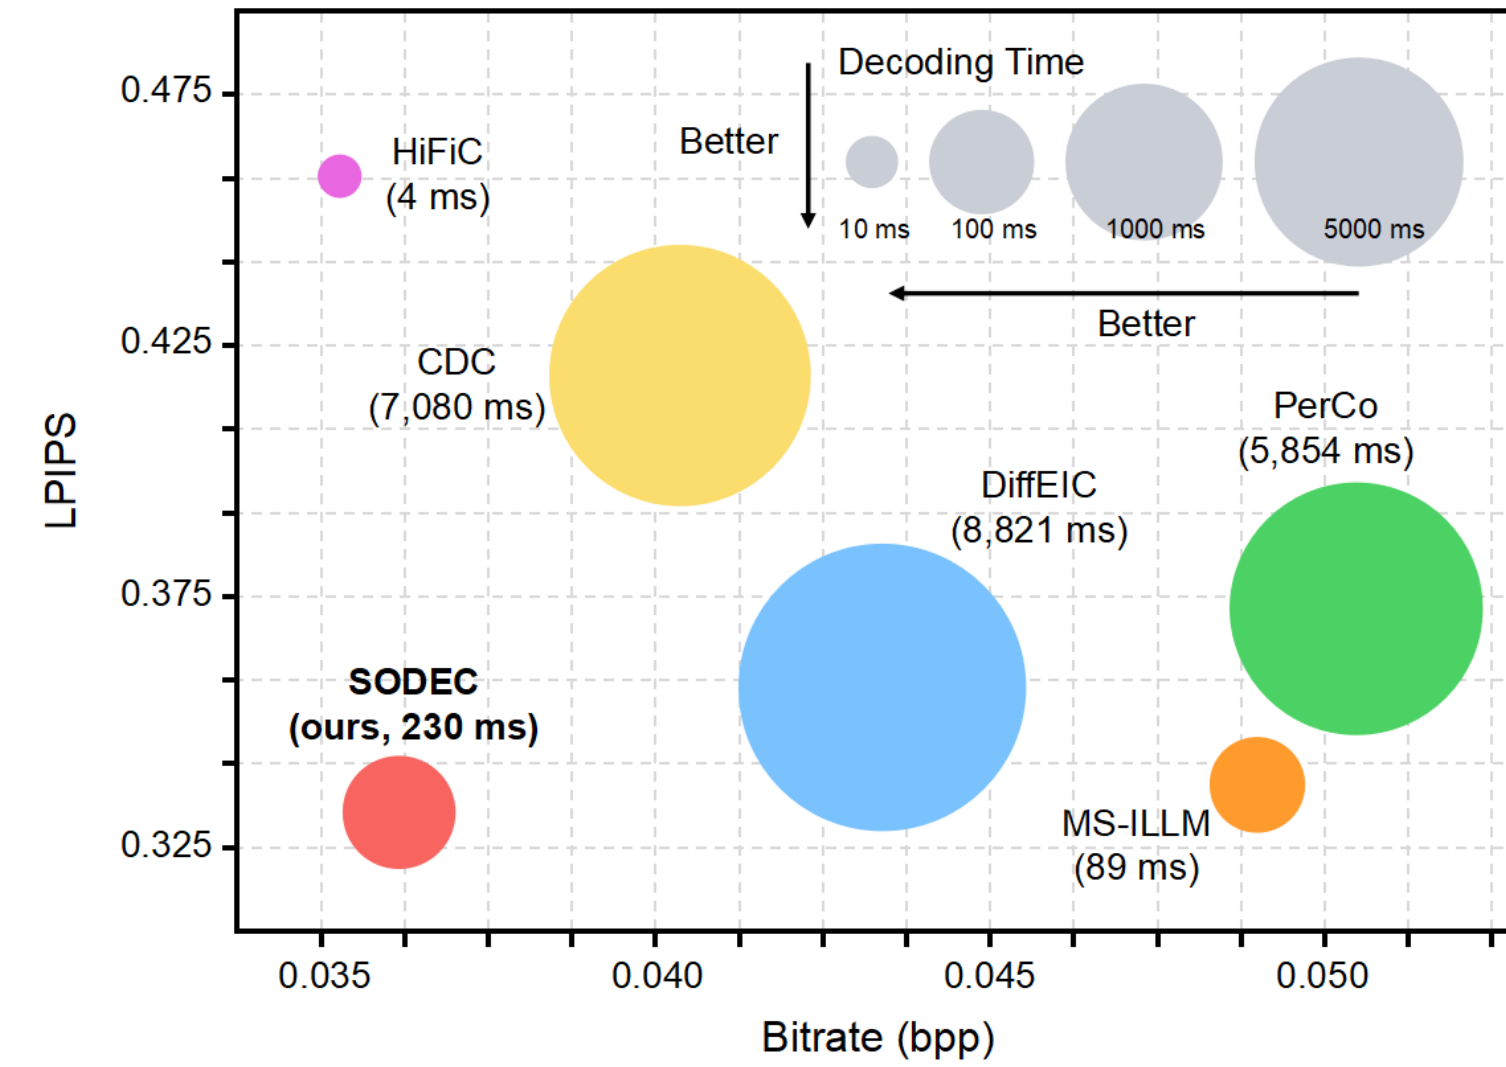 0.475
0.425
0.375
0.325
LPIPS
Decoding Time
Better
10 ms
100 ms
1000 ms
5000 ms
Better
HiFiC
(4 ms)
CDC
(7,080 ms)
PerCo
(5,854 ms)
DiffEIC
(8,821 ms)
SODEC
(ours, 230 ms)
MS-ILLM
(89 ms)
0.035
0.040
0.045
0.050
Bitrate (bpp)